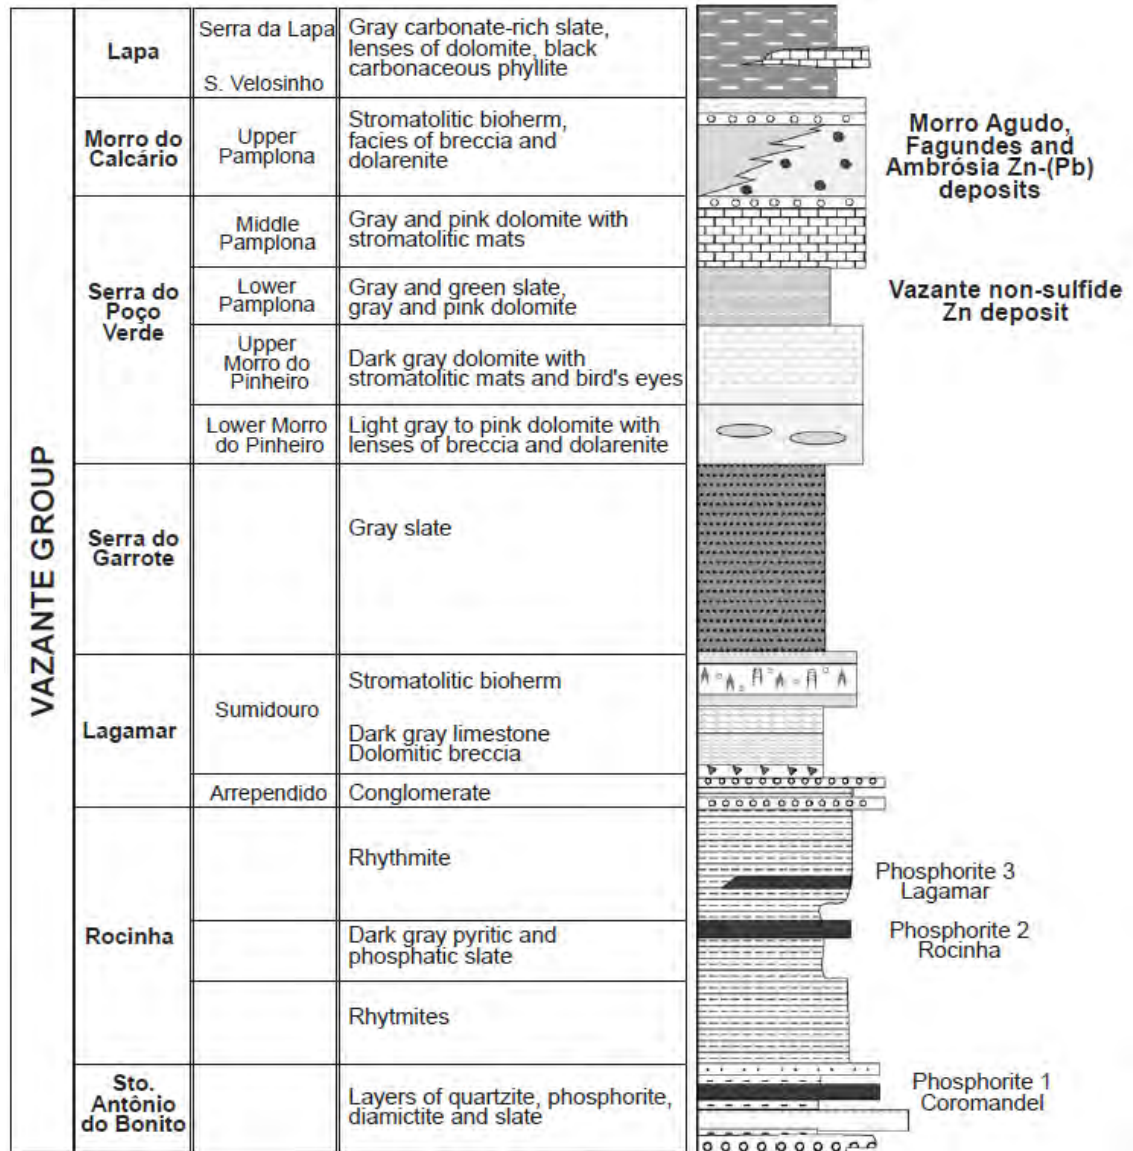 VAZANTE GROUP
Lapa
Serra da Lapa
S. Velosinho
Gray carbonate-rich slate,
lenses of dolomite, black
carbonaceous phyllite
Morro do
Calcário
Upper
Pamplona
Stromatolitic bioherm,
facies of breccia and
dolarenite
Morro Agudo,
Fagundes and
Ambrósia Zn-(Pb)
deposits
Serra do
Poço
Verde
Middle
Pamplona
Gray and pink dolomite with
stromatolitic mats
Lower
Pamplona
Gray and green slate,
gray and pink dolomite
Vazante non-sulfide
Zn deposit
Upper
Morro do
Pinheiro
Dark gray dolomite with
stromatolitic mats and bird's eyes
Lower Morro
do Pinheiro
Light gray to pink dolomite with
lenses of breccia and dolarenite
Serra do
Garrote
Gray slate
Lagamar
Sumidouro
Stromatolitic bioherm
Dark gray limestone
Dolomitic breccia
Arrependido
Conglomerate
Rocinha
Rhythmite
Phosphorite 3
Lagamar
Dark gray pyritic and
phosphatic slate
Phosphorite 2
Rocinha
Rhytmites
Sto.
Antônio
do Bonito
Layers of quartzite, phosphorite,
diamictite and slate
Phosphorite 1
Coromandel